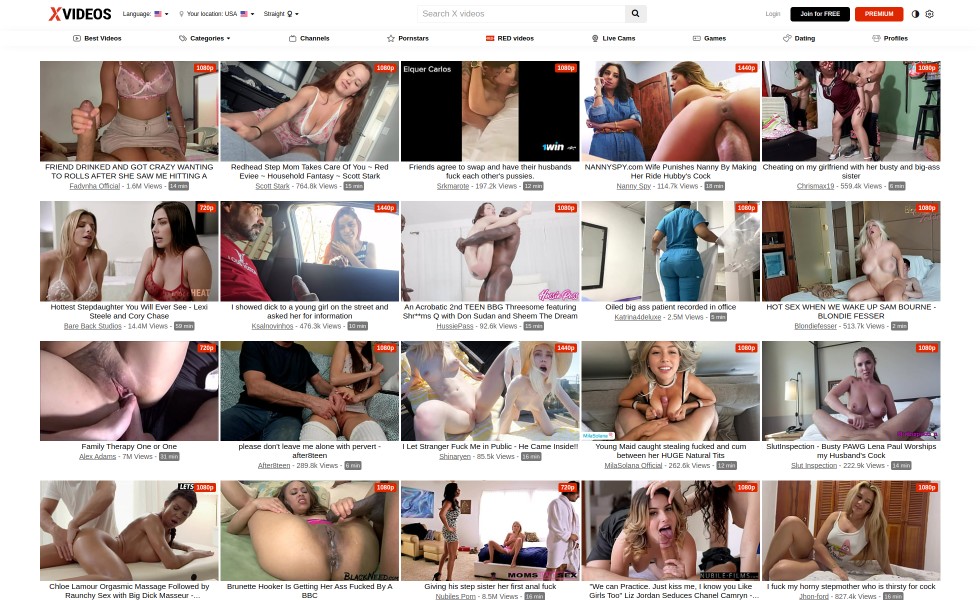 XVIDEOS Language: Your location: USA Straight Search X videos Login Join for FREE PREMIUM
Best Videos Categories Channels Pornstars RED videos Live Cams Games Dating Profiles
1080p 1080p Elquer Carlos 1080p 1440p 1080p
1win
FRIEND DRINKED AND GOT CRAZY WANTING
TO ROLLS AFTER SHE SAW ME HITTING A
Fadynha Official - 1.6M Views - 14 min
Redhead Step Mom Takes Care Of You ~ Red
Eviee ~ Household Fantasy ~ Scott Stark
Scott Stark - 764.8k Views - 15 min
Friends agree to swap and have their husbands
fuck each other's pussies.
Srkmarote - 197.2k Views - 12 min
NANNYSPY.com Wife Punishes Nanny By Making
Her Ride Hubby's Cock
Nanny Spy - 114.7k Views - 18 min
Cheating on my girlfriend with her busty and big-ass
sister
Chrismax19 - 559.4k Views - 6 min
720p 1440p 1080p 1080p 1080p
HEAT
Hussie Pass
Hottest Stepdaughter You Will Ever See - Lexi
Steele and Cory Chase
Bare Back Studios - 14.4M Views - 59 min
I showed dick to a young girl on the street and
asked her for information
Ksalnovinhos - 476.3k Views - 10 min
An Acrobatic 2nd TEEN BBG Threesome featuring
Shr**ms Q with Don Sudan and Sheem The Dream
HussiePass - 92.6k Views - 15 min
Oiled big ass patient recorded in office
Katrina4deluxe - 2.5M Views - 5 min
HOT SEX WHEN WE WAKE UP SAM BOURNE -
BLONDIE FESSER
Blondiefesser - 513.7k Views - 2 min
720p 1080p 1440p 1080p 1080p
MilaSolana
Family Therapy One or One
Alex Adams - 7M Views - 31 min
please don't leave me alone with pervert -
after8teen
After8teen - 289.8k Views - 6 min
I Let Stranger Fuck Me in Public - He Came Inside!!
Shinaryen - 85.5k Views - 16 min
Young Maid caught stealing fucked and cum
between her HUGE Natural Tits
MilaSolana Official - 262.6k Views - 12 min
SlutInspection - Busty PAWG Lena Paul Worships
my Husband's Cock
Slut Inspection - 222.9k Views - 14 min
LETS 1080p 1080p 720p 1080p 1080p
BLACKNEED.COM
MOMS SEX
NUBILE-FILMS
Chloe Lamour Orgasmic Massage Followed by
Raunchy Sex with Big Dick Masseur -...
Brunette Hooker Is Getting Her Ass Fucked By A
BBC
Giving his step sister her first anal fuck
Nubiles Porn - 8.5M Views - 16 min
"We can Practice. Just kiss me, I know you Like
Girls Too" Liz Jordan Seduces Chanel Camryn -...
I fuck my horny stepmother who is thirsty for cock
Jhon-ford - 827.4k Views - 16 min